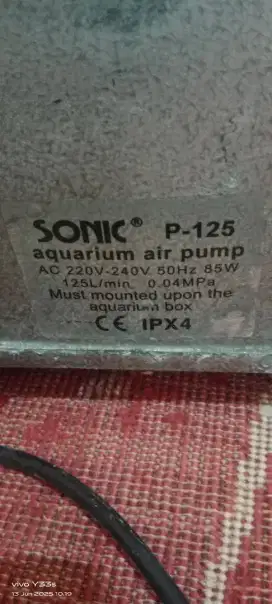 SONIC® P-125
aquarium air pump
AC 220V-240V 50Hz 85W
125L/min 0.04MPa
Must mounted upon the
aquarium box
CE IPX4
vivo Y33s
13 Jun 2025 10:19